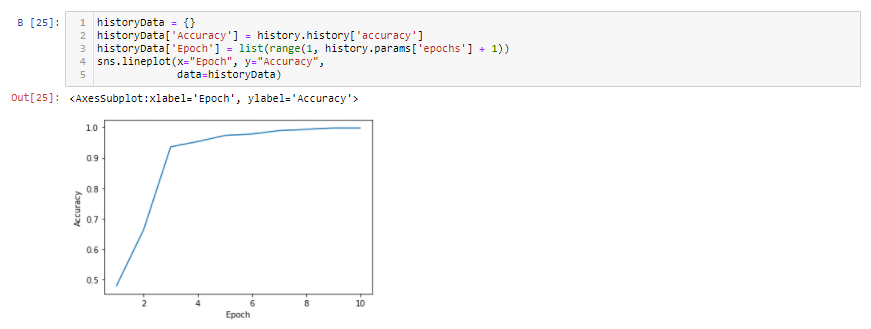 В [25]:
1 historyData = {}
2 historyData['Accuracy'] = history.history['accuracy']
3 historyData['Epoch'] = list(range(1, history.params['epochs'] + 1))
4 sns.lineplot(x="Epoch", y="Accuracy",
5 data=historyData)
Out[25]: <AxesSubplot:xlabel='Epoch', ylabel='Accuracy'>
1.0
0.9
0.8
0.7
0.6
0.5
Accuracy
2 4 6 8 10
Epoch